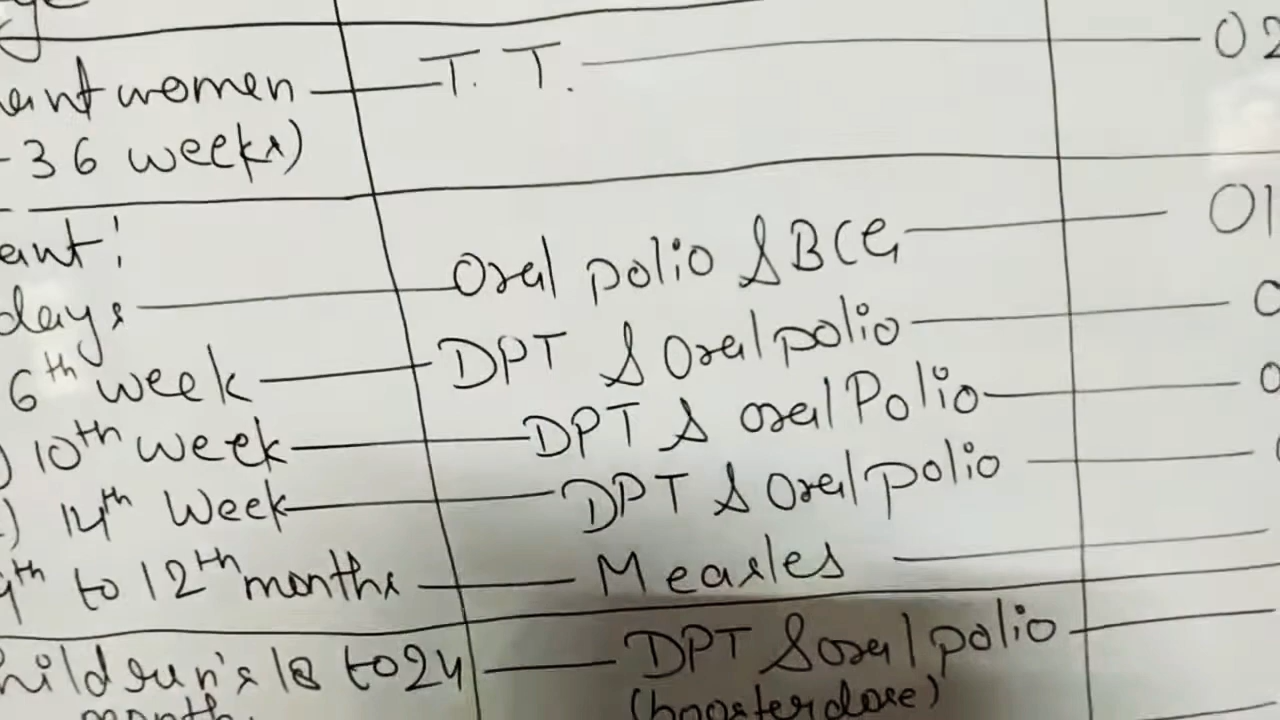 women T. T. 02
36 weeks)
Oral polio & BCG 01
days
6th week DPT & Oral polio
10th week DPT & oral Polio
14th Week DPT & Oral polio
to 12th months Measles
18 to 24 DPT & oral polio
(booster dose)